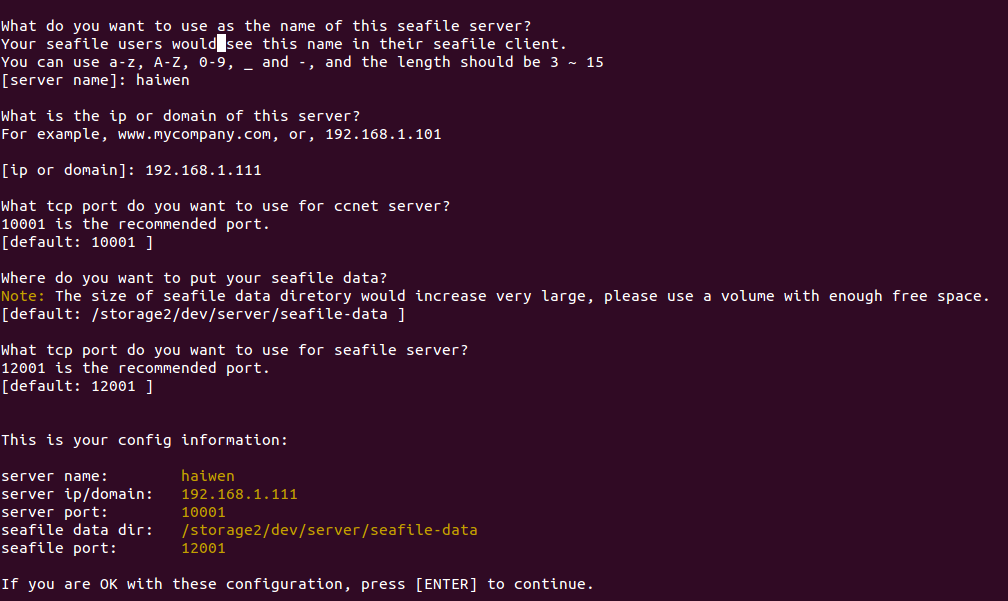 What do you want to use as the name of this seafile server?
Your seafile users would see this name in their seafile client.
You can use a-z, A-Z, 0-9, _ and -, and the length should be 3 ~ 15
[server name]: haiwen
What is the ip or domain of this server?
For example, www.mycompany.com, or, 192.168.1.101
[ip or domain]: 192.168.1.111
What tcp port do you want to use for ccnet server?
10001 is the recommended port.
[default: 10001 ]
Where do you want to put your seafile data?
Note: The size of seafile data diretory would increase very large, please use a volume with enough free space.
[default: /storage2/dev/server/seafile-data ]
What tcp port do you want to use for seafile server?
12001 is the recommended port.
[default: 12001 ]
This is your config information:
server name: haiwen
server ip/domain: 192.168.1.111
server port: 10001
seafile data dir: /storage2/dev/server/seafile-data
seafile port: 12001
If you are OK with these configuration, press [ENTER] to continue.